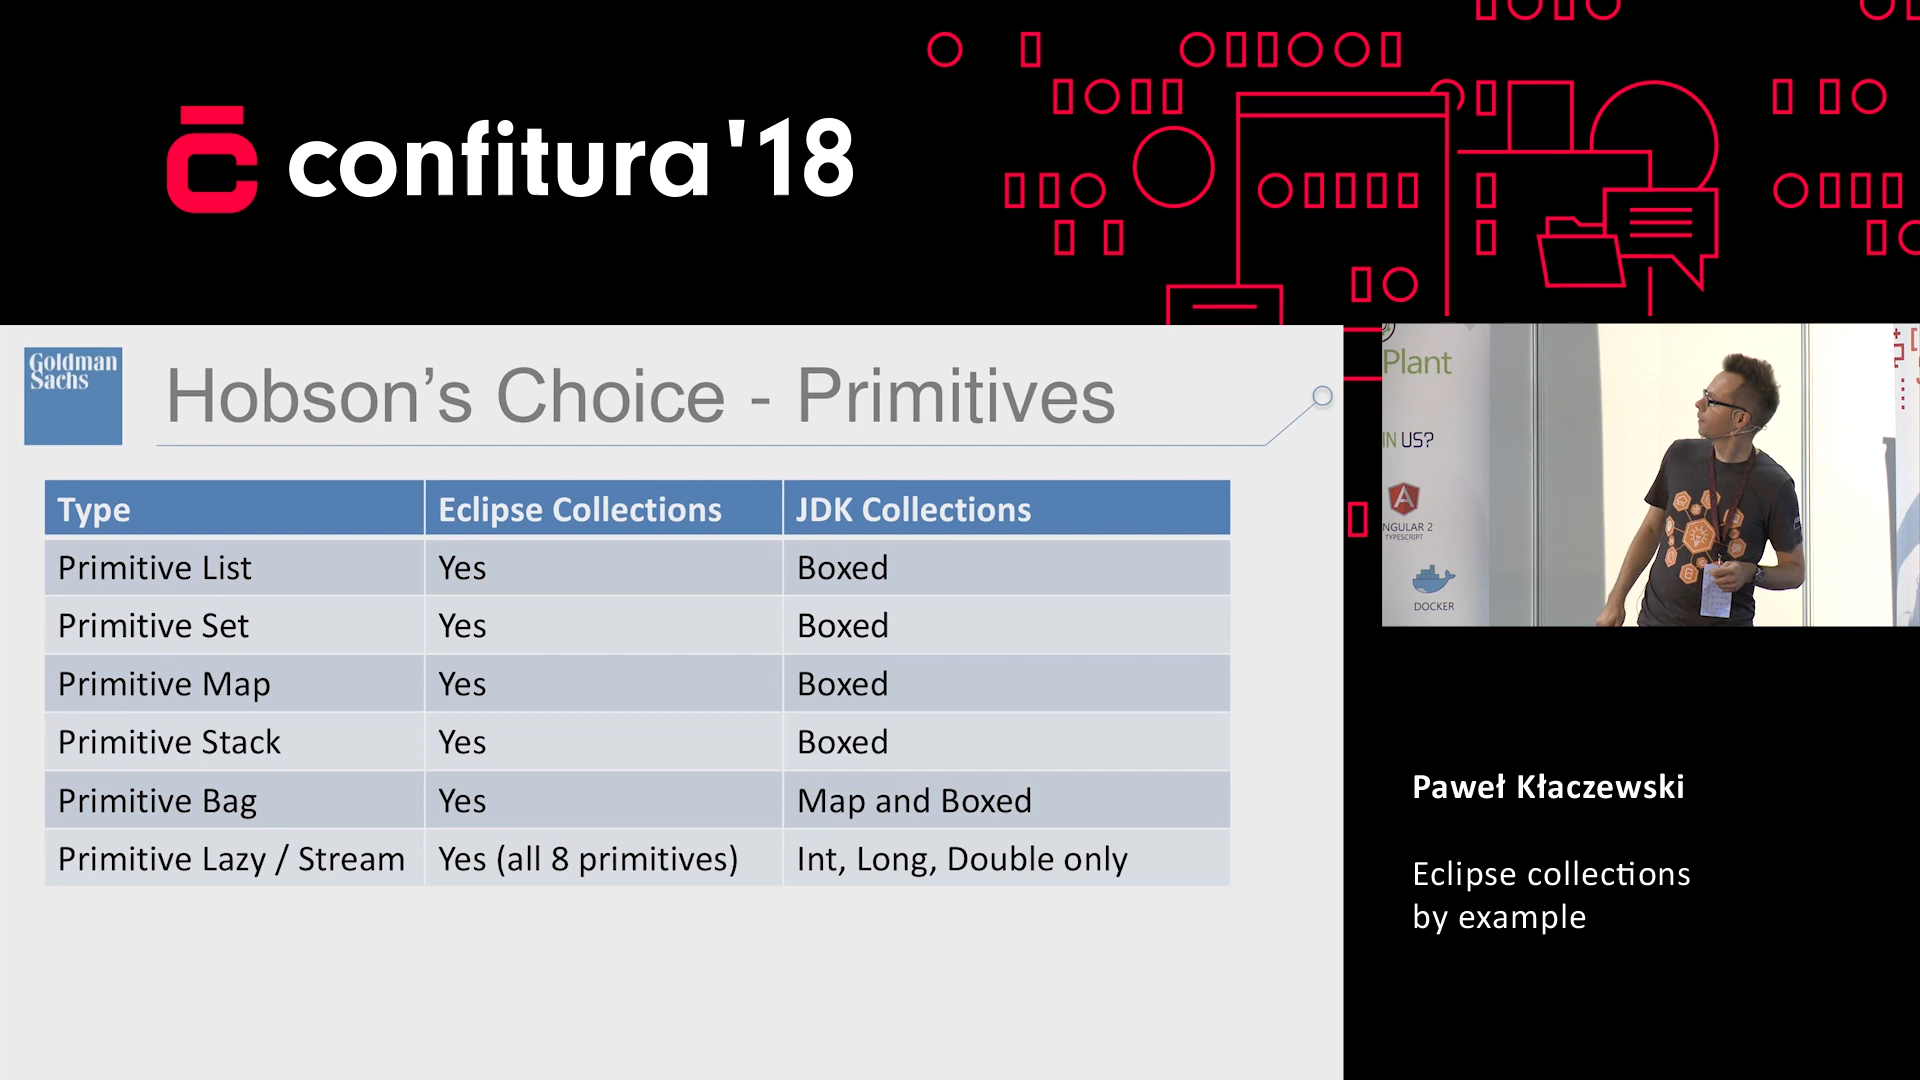 confitura '18
Goldman
Sachs
Hobson's Choice - Primitives
Type Eclipse Collections JDK Collections
Primitive List Yes Boxed
Primitive Set Yes Boxed
Primitive Map Yes Boxed
Primitive Stack Yes Boxed
Primitive Bag Yes Map and Boxed
Primitive Lazy / Stream Yes (all 8 primitives) Int, Long, Double only
Plant
IN US?
NGULAR 2
TYPESCRIPT
DOCKER
Paweł Kłaczewski
Eclipse collections
by example